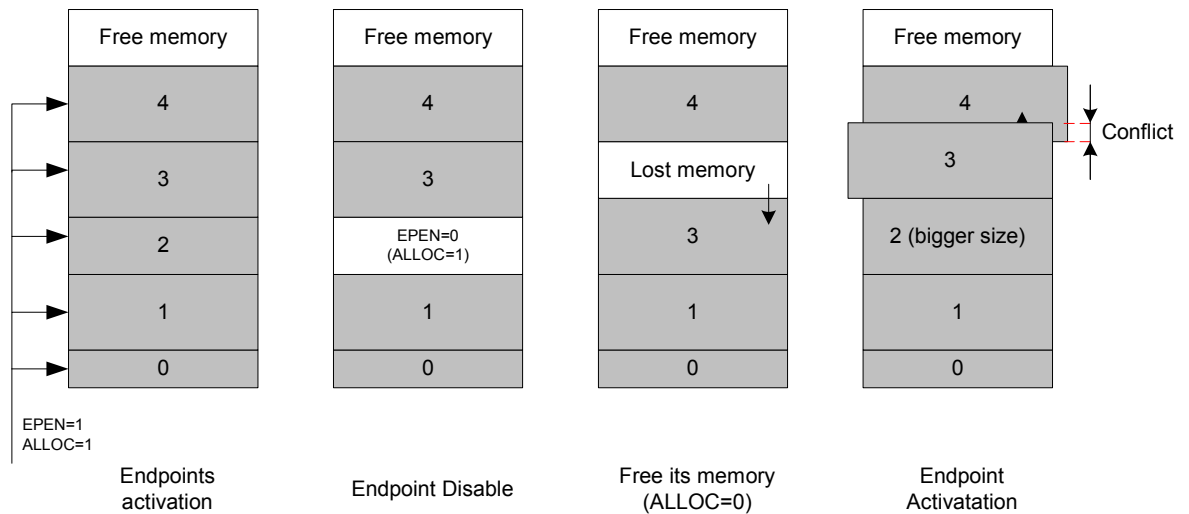 Free memory
4
3
2
1
0
EPEN=1
ALLOC=1
Endpoints
activation
Free memory
4
3
EPEN=0
(ALLOC=1)
1
0
Endpoint Disable
Free memory
4
Lost memory
3
1
0
Free its memory
(ALLOC=0)
Free memory
4
Conflict
3
2 (bigger size)
1
0
Endpoint
Activatation